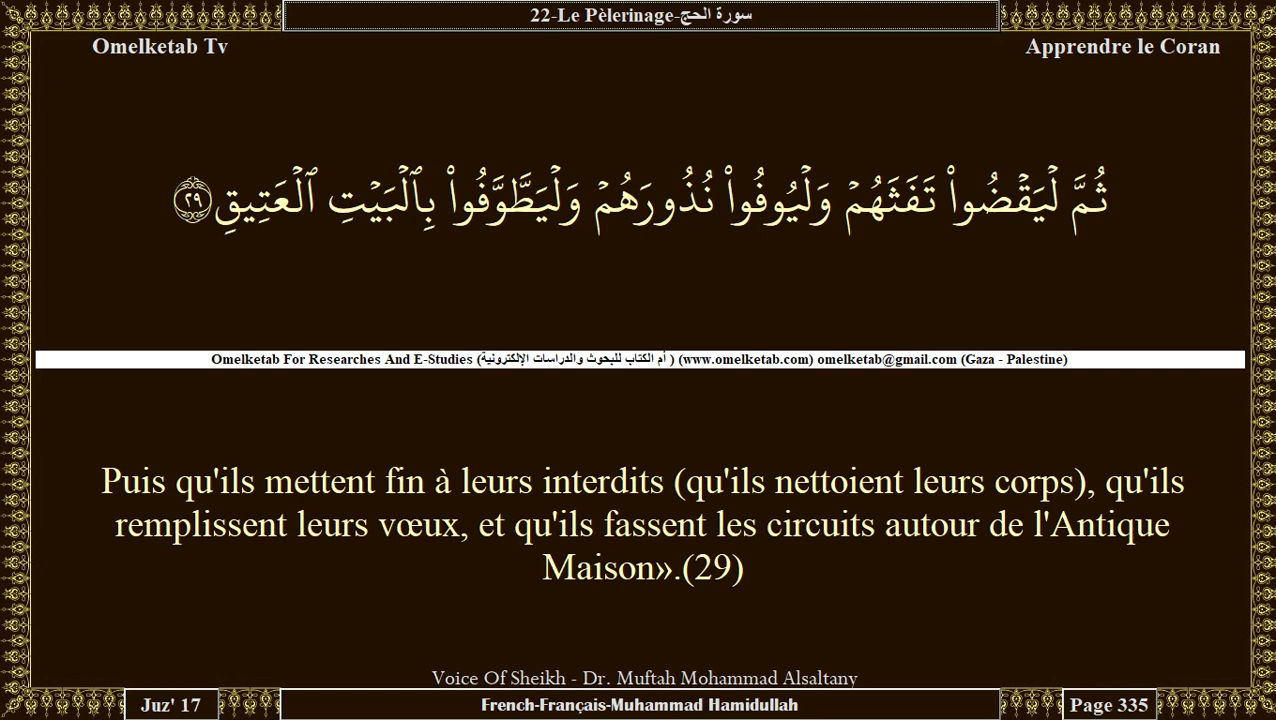 22-Le Pèlerinage-سورة الحج
Omelketab Tv
Apprendre le Coran
ثُمَّ لۡيَقۡضُواْ تَفَثَهُمۡ وَلۡيُوفُواْ نُذُورَهُمۡ وَلۡيَطَّوَّفُواْ بِٱلۡبَيۡتِ ٱلۡعَتِيقِ ٢٩
Omelketab For Researches And E-Studies (أم الكتاب للبحوث والدراسات الإلكترونية ) (www.omelketab.com) omelketab@gmail.com (Gaza - Palestine)
Puis qu'ils mettent fin à leurs interdits (qu'ils nettoient leurs corps), qu'ils
remplissent leurs vœux, et qu'ils fassent les circuits autour de l'Antique
Maison».(29)
Voice Of Sheikh - Dr. Muftah Mohammad Alsaltany
Juz' 17
French-Français-Muhammad Hamidullah
Page 335